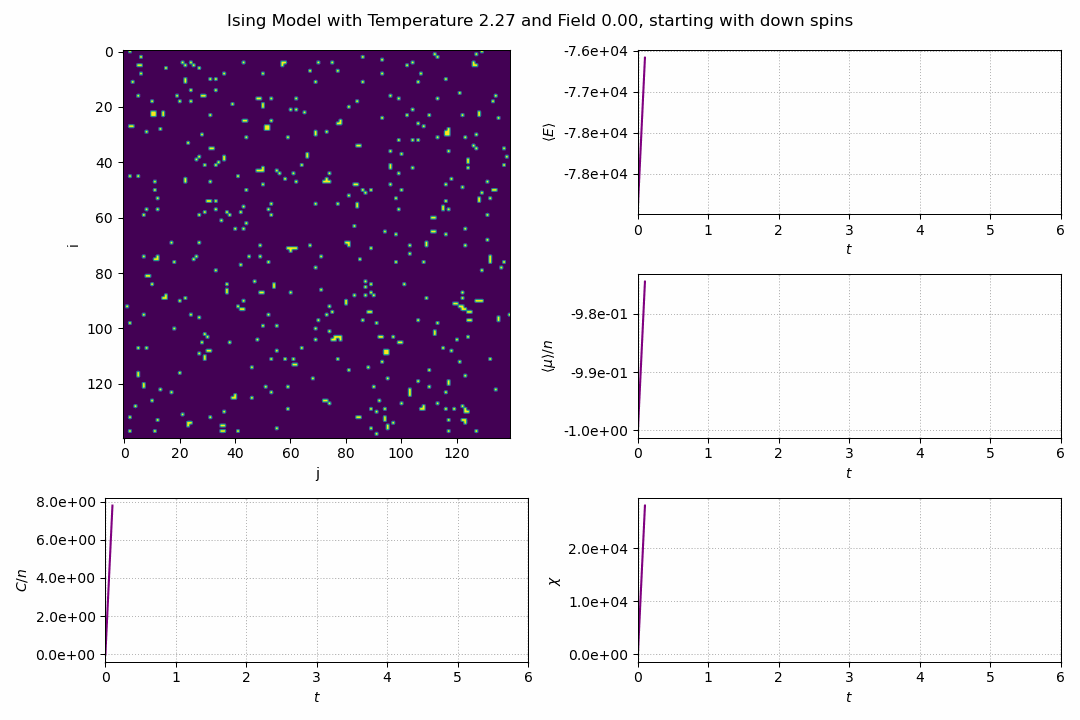 Ising Model with Temperature 2.27 and Field 0.00, starting with down spins
0
20
40
60
80
100
120
i
0 20 40 60 80 100 120
j
-7.6e+04
-7.7e+04
-7.8e+04
-7.8e+04
⟨E⟩
0 1 2 3 4 5 6
t
-9.8e-01
-9.9e-01
-1.0e+00
⟨μ⟩/n
0 1 2 3 4 5 6
t
8.0e+00
6.0e+00
4.0e+00
2.0e+00
0.0e+00
C/n
0 1 2 3 4 5 6
t
2.0e+04
1.0e+04
0.0e+00
χ
0 1 2 3 4 5 6
t